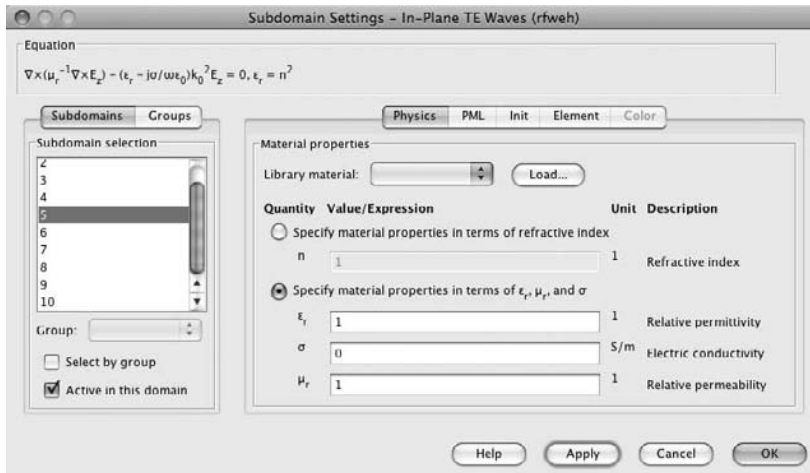 Subdomain Settings – In-Plane TE Waves (rfweh)
Equation
∇×(μr⁻¹∇×Ez) – (εr – jσ/ωε0)k0²Ez = 0, εr = n²
Subdomains Groups
Subdomain selection
2
3
4
5
6
7
8
9
10
Group:
Select by group
Active in this domain
Physics PML Init Element Color
Material properties
Library material: Load...
Quantity Value/Expression Unit Description
Specify material properties in terms of refractive index
n 1 1 Refractive index
Specify material properties in terms of εr, μr, and σ
εr 1 1 Relative permittivity
σ 0 S/m Electric conductivity
μr 1 1 Relative permeability
Help Apply Cancel OK